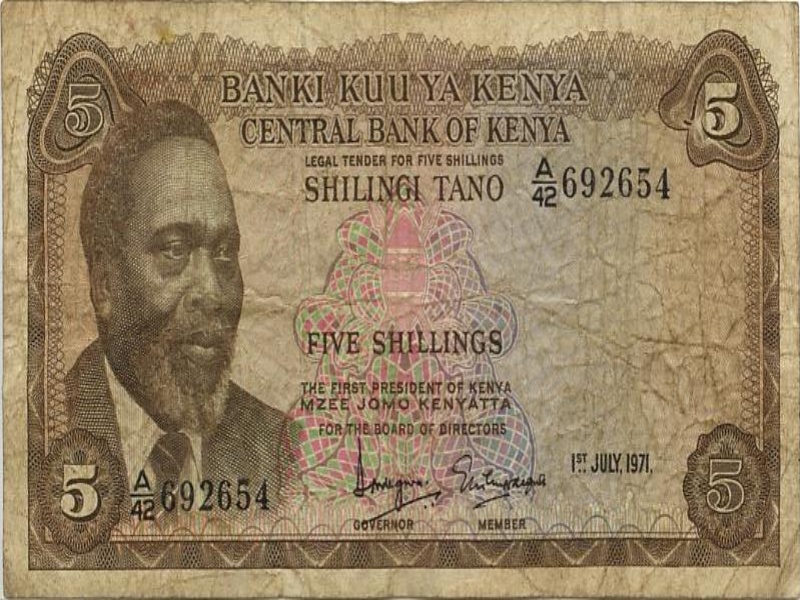 5
5
BANKI KUU YA KENYA
CENTRAL BANK OF KENYA
LEGAL TENDER FOR FIVE SHILLINGS
SHILINGI TANO A/42 692654
FIVE SHILLINGS
THE FIRST PRESIDENT OF KENYA
MZEE JOMO KENYATTA
FOR THE BOARD OF DIRECTORS
1ST JULY, 1971.
5
A/42 692654
5
GOVERNOR MEMBER